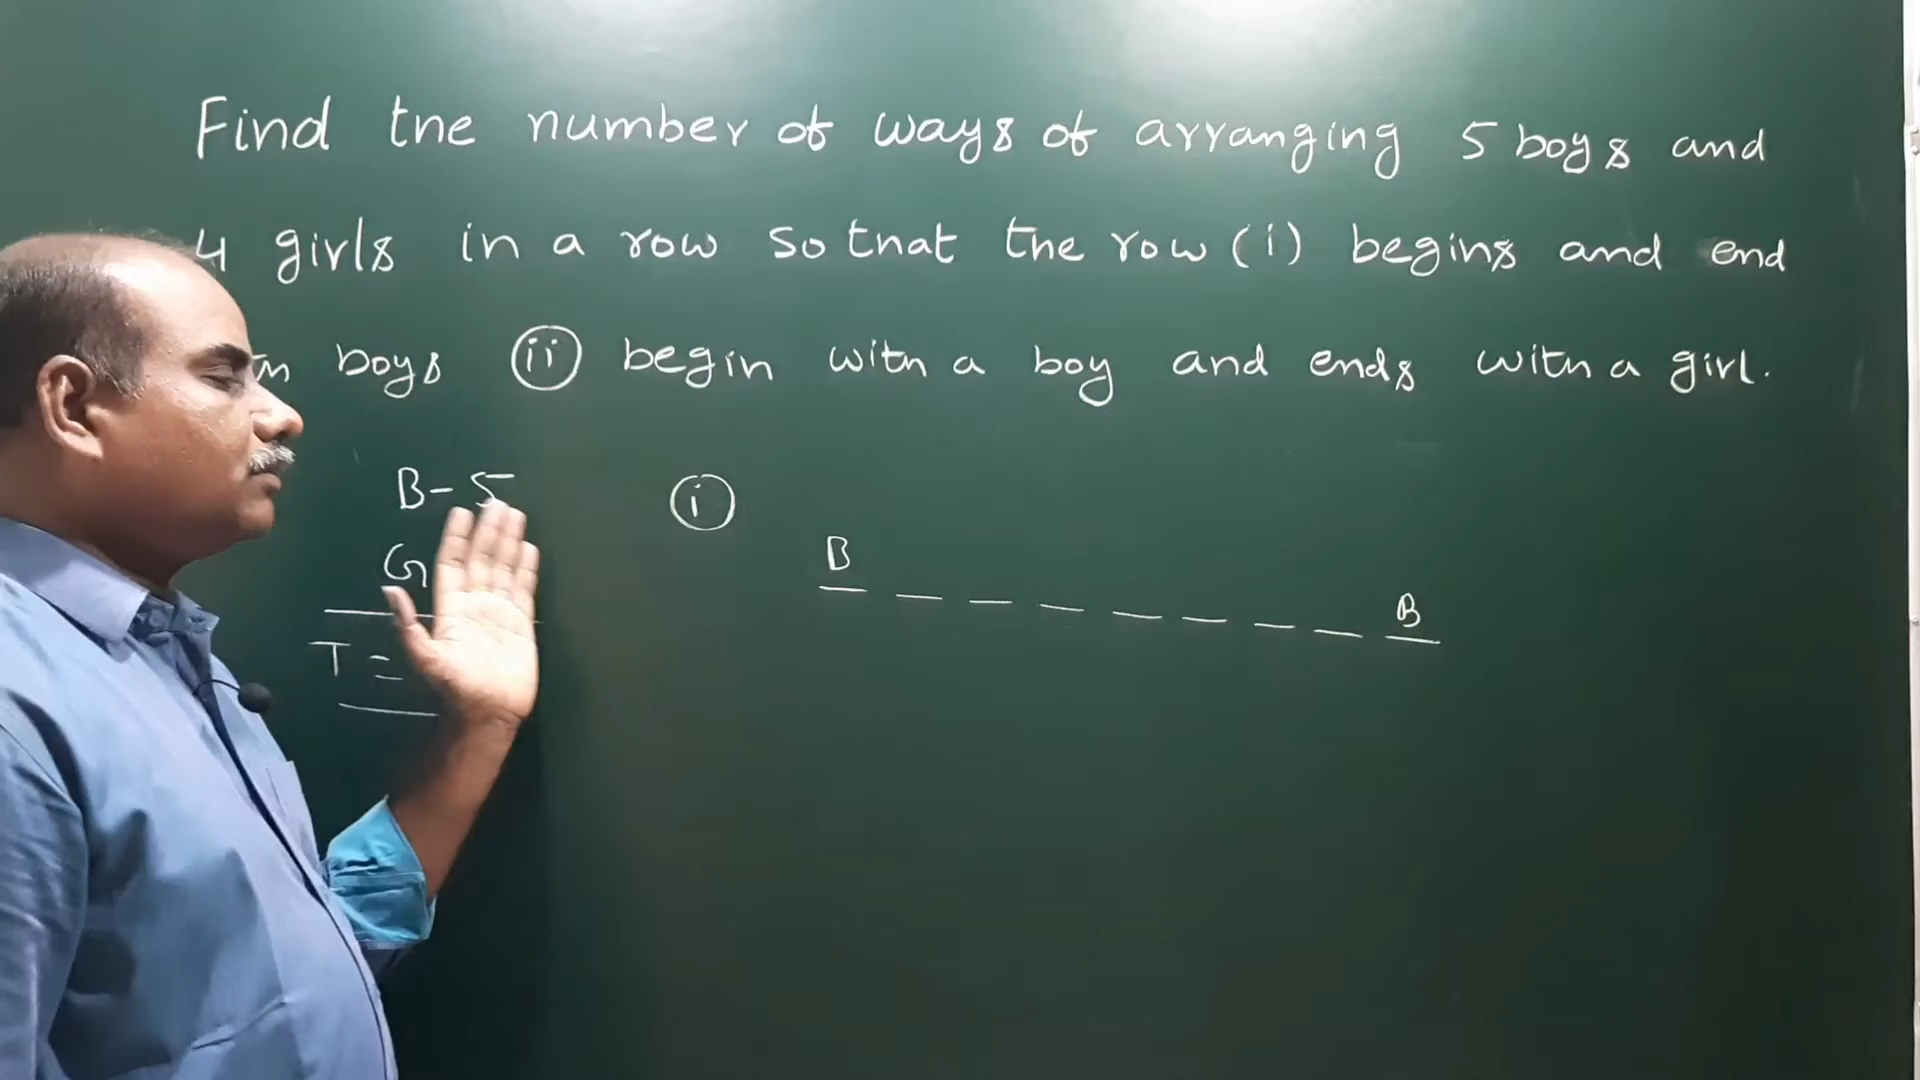 Find the number of ways of arranging 5 boys and
4 girls in a row so that the row (i) begins and end
boys (ii) begin with a boy and ends with a girl.
B - 5
G
T =
(i)
B B